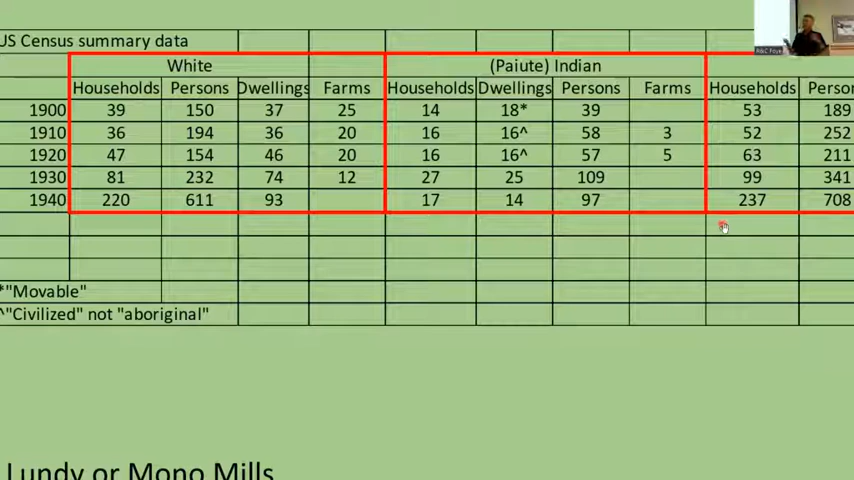 US Census summary data
White (Paiute) Indian
Households Persons Dwellings Farms Households Dwellings Persons Farms Households Person
1900 39 150 37 25 14 18* 39 53 189
1910 36 194 36 20 16 16^ 58 3 52 252
1920 47 154 46 20 16 16^ 57 5 63 211
1930 81 232 74 12 27 25 109 99 341
1940 220 611 93 17 14 97 237 708
*"Movable"
^"Civilized" not "aboriginal"
Lundy or Mono Mills